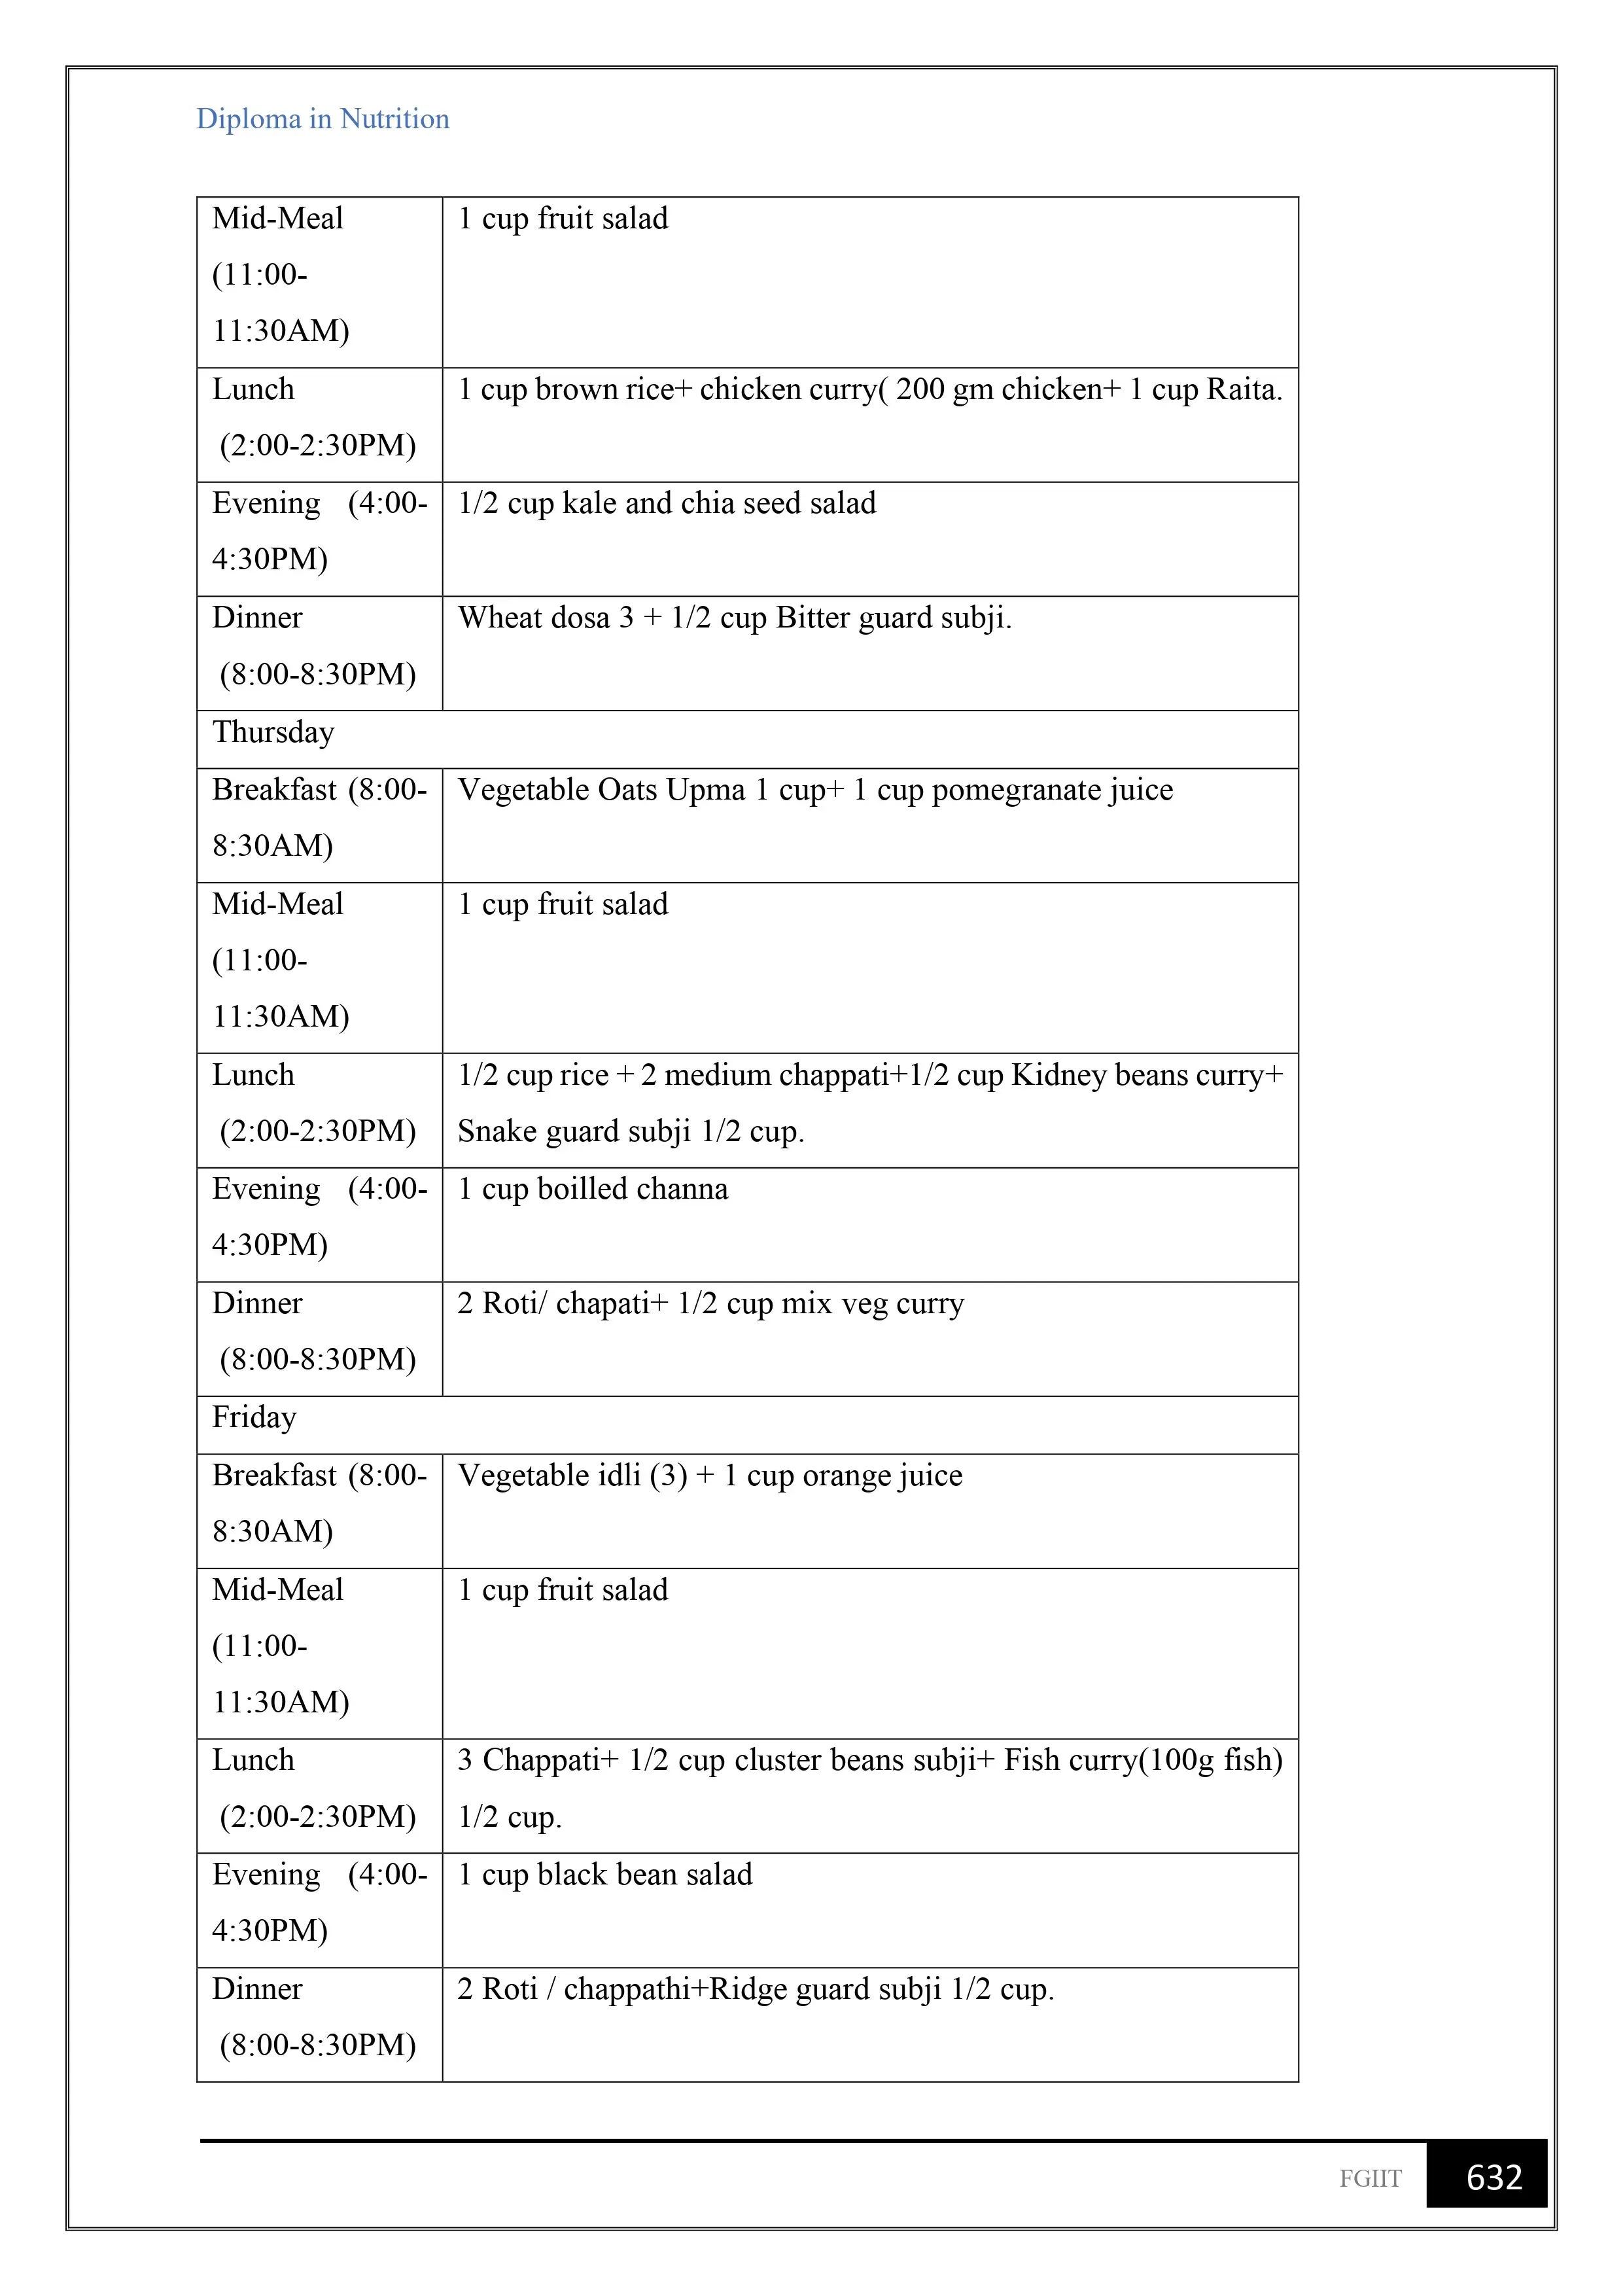 Diploma in Nutrition
Mid-Meal
(11:00-
11:30AM)
1 cup fruit salad
Lunch
(2:00-2:30PM)
1 cup brown rice+ chicken curry( 200 gm chicken+ 1 cup Raita.
Evening (4:00-
4:30PM)
1/2 cup kale and chia seed salad
Dinner
(8:00-8:30PM)
Wheat dosa 3 + 1/2 cup Bitter guard subji.
Thursday
Breakfast (8:00-
8:30AM)
Vegetable Oats Upma 1 cup+ 1 cup pomegranate juice
Mid-Meal
(11:00-
11:30AM)
1 cup fruit salad
Lunch
(2:00-2:30PM)
1/2 cup rice + 2 medium chappati+1/2 cup Kidney beans curry+
Snake guard subji 1/2 cup.
Evening (4:00-
4:30PM)
1 cup boilled channa
Dinner
(8:00-8:30PM)
2 Roti/ chapati+ 1/2 cup mix veg curry
Friday
Breakfast (8:00-
8:30AM)
Vegetable idli (3) + 1 cup orange juice
Mid-Meal
(11:00-
11:30AM)
1 cup fruit salad
Lunch
(2:00-2:30PM)
3 Chappati+ 1/2 cup cluster beans subji+ Fish curry(100g fish)
1/2 cup.
Evening (4:00-
4:30PM)
1 cup black bean salad
Dinner
(8:00-8:30PM)
2 Roti / chappathi+Ridge guard subji 1/2 cup.
FGIIT 632